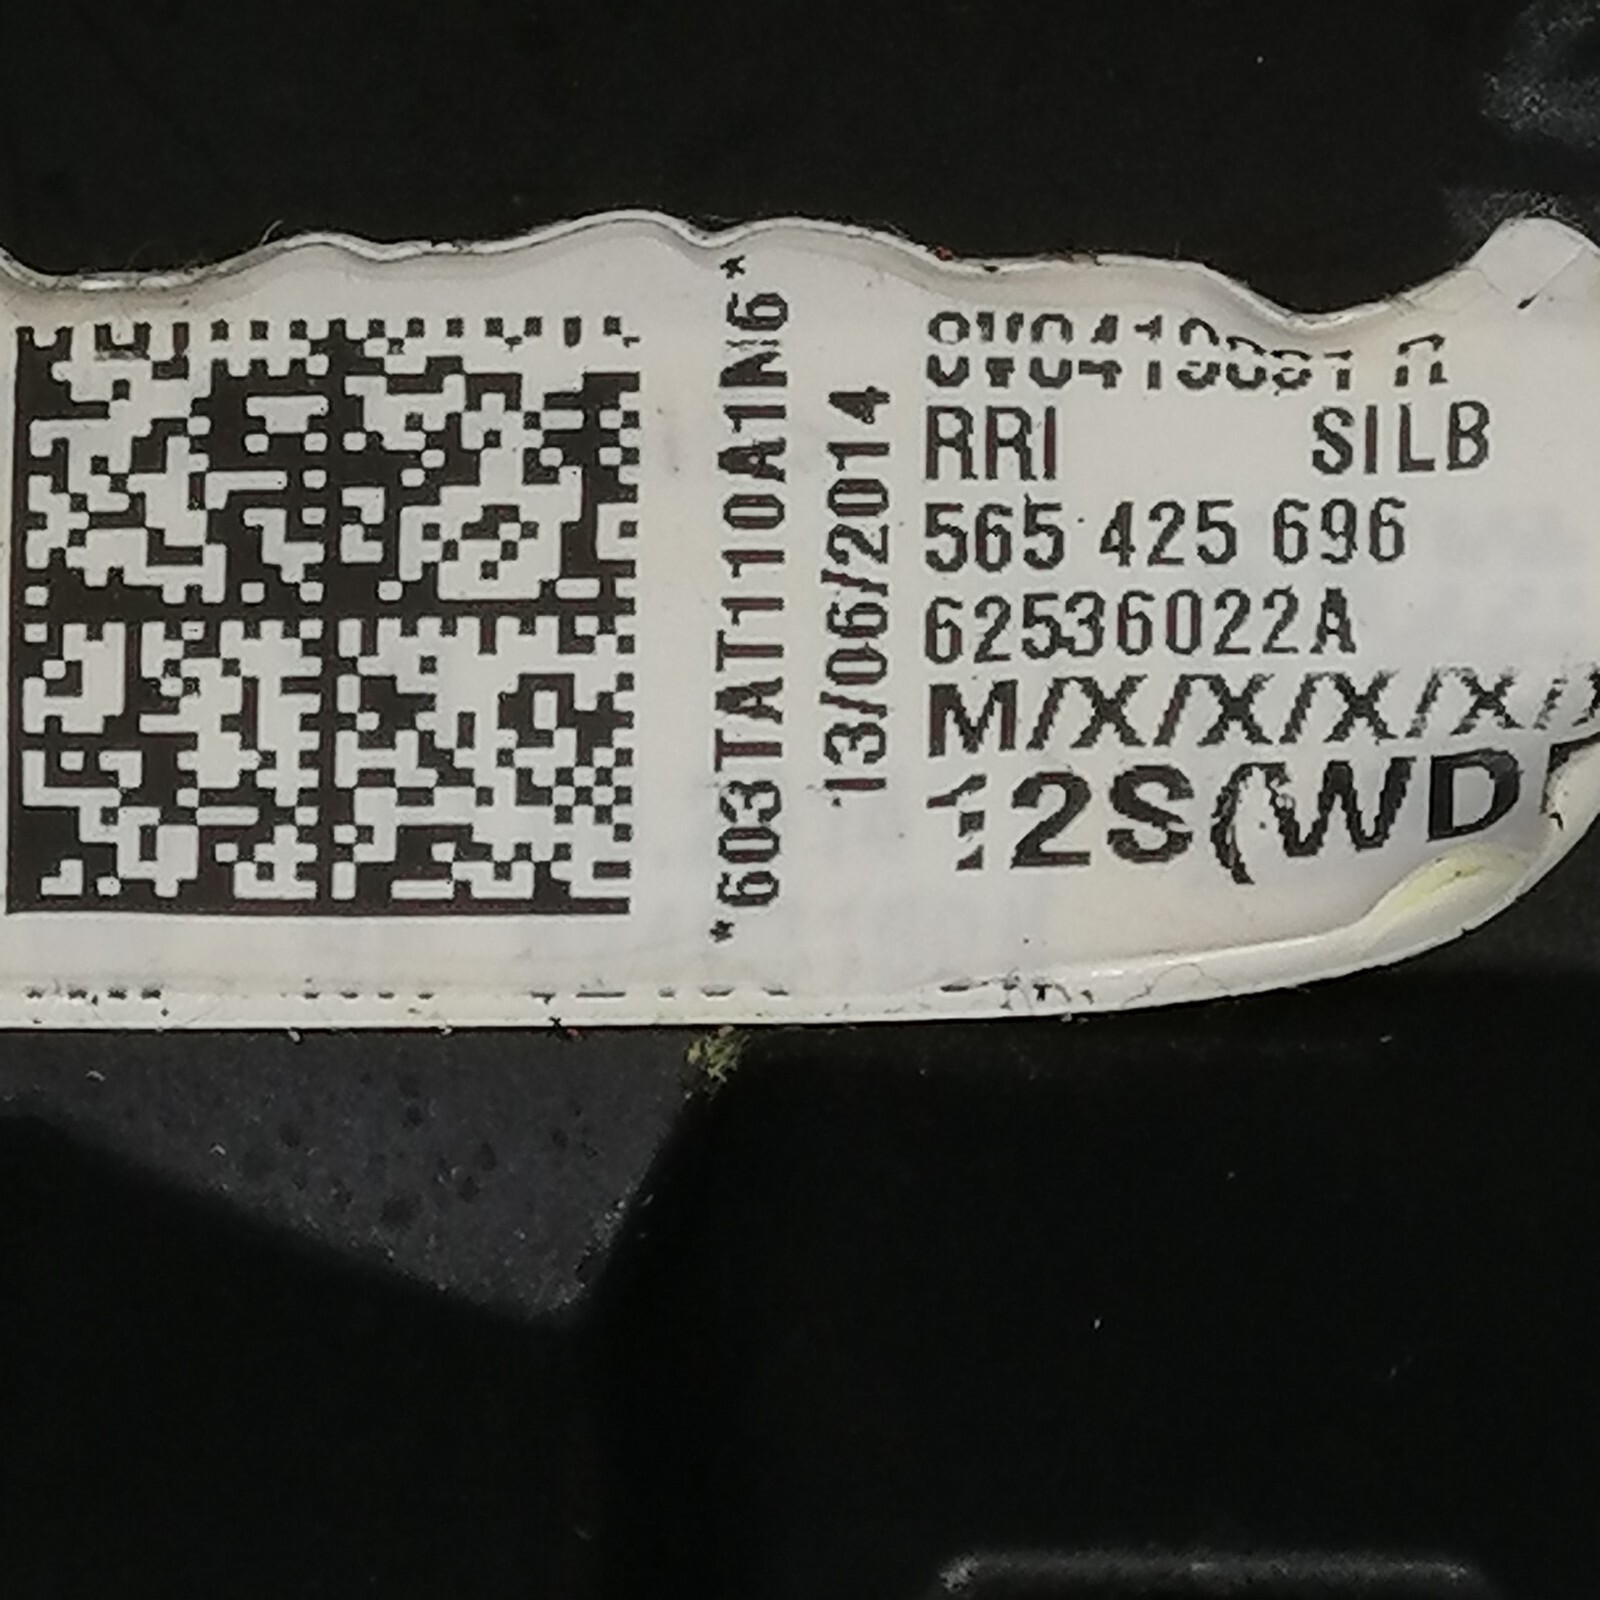 *603TAT110A1N6*
13/06/2014
RRI SILB
565 425 696
62536022A
M/X/X/X/X/
12S(WD